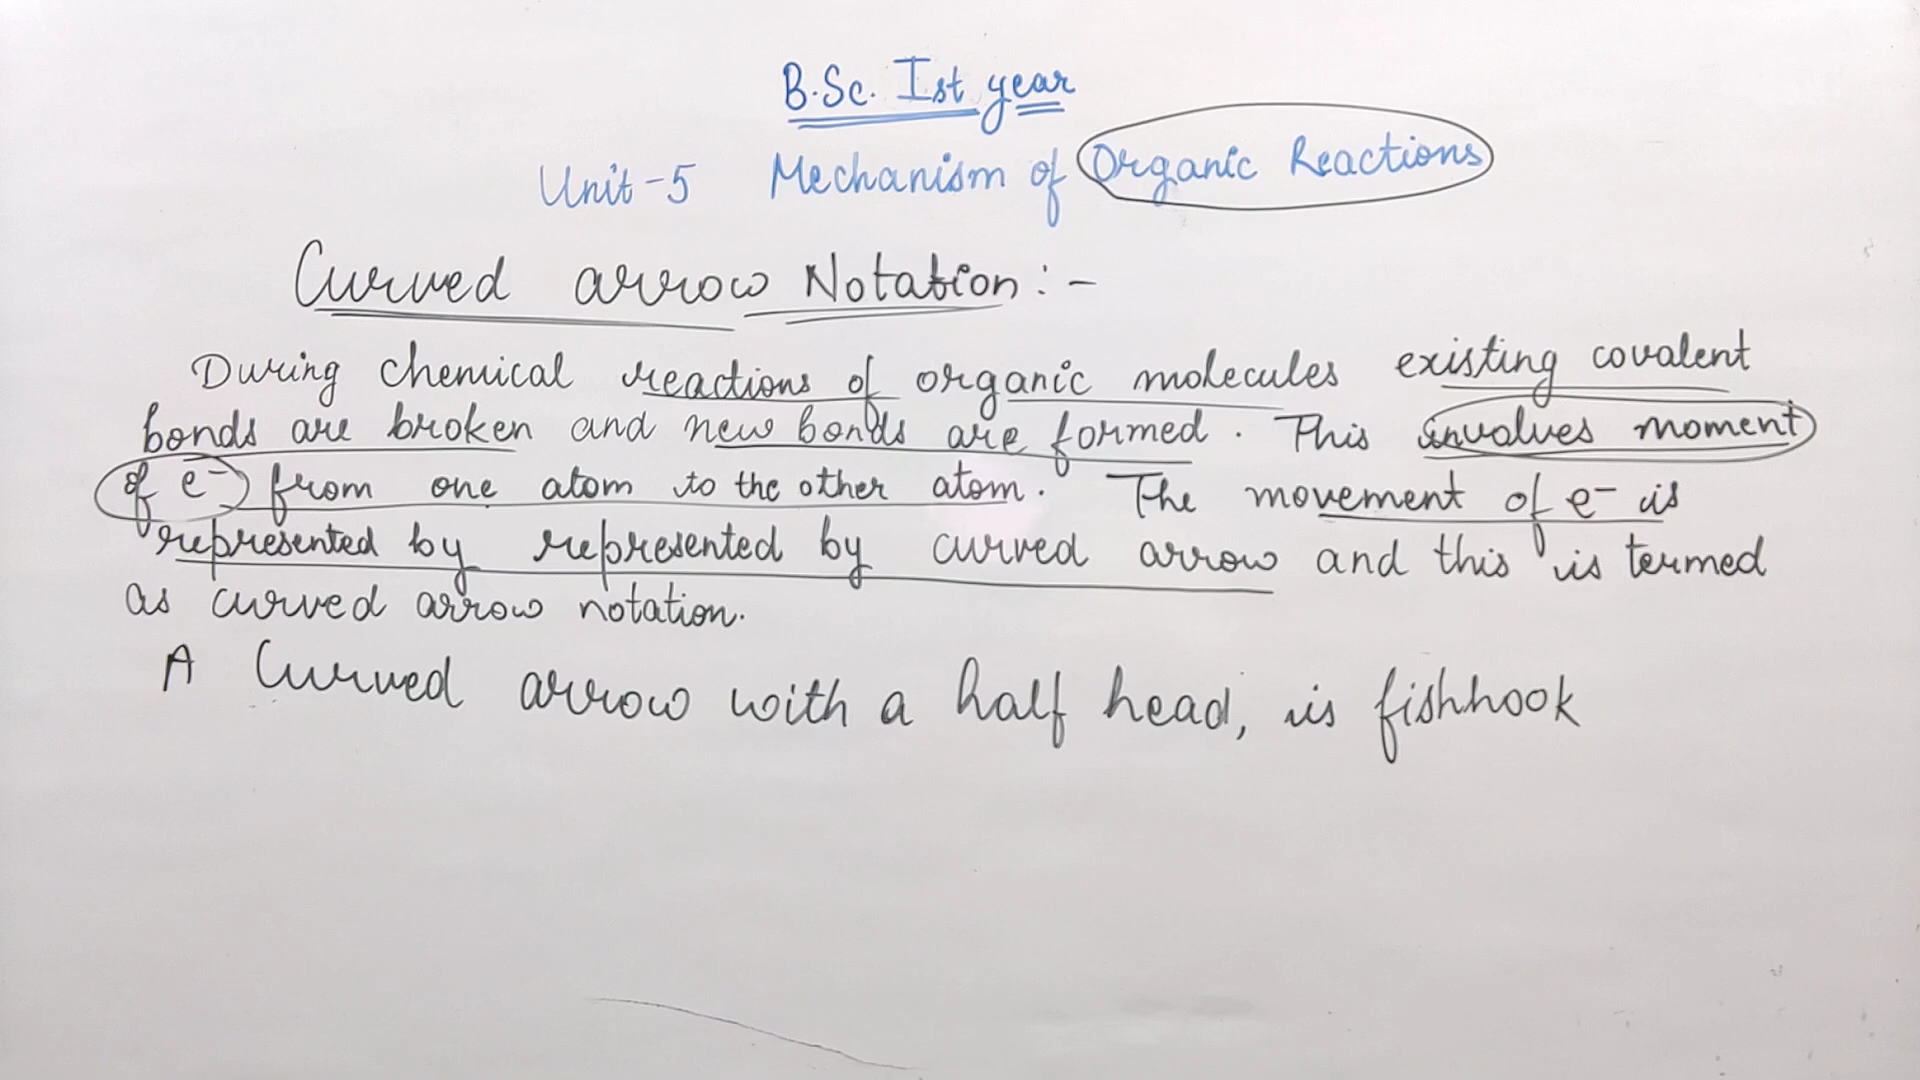 B.Sc. Ist year
Unit-5 Mechanism of Organic Reactions
Curved arrow Notation:-
During chemical reactions of organic molecules existing covalent
bonds are broken and new bonds are formed. This involves moment
of e⁻ from one atom to the other atom. The movement of e⁻ is
represented by represented by curved arrow and this is termed
as curved arrow notation.
A Curved arrow with a half head, is fishhook